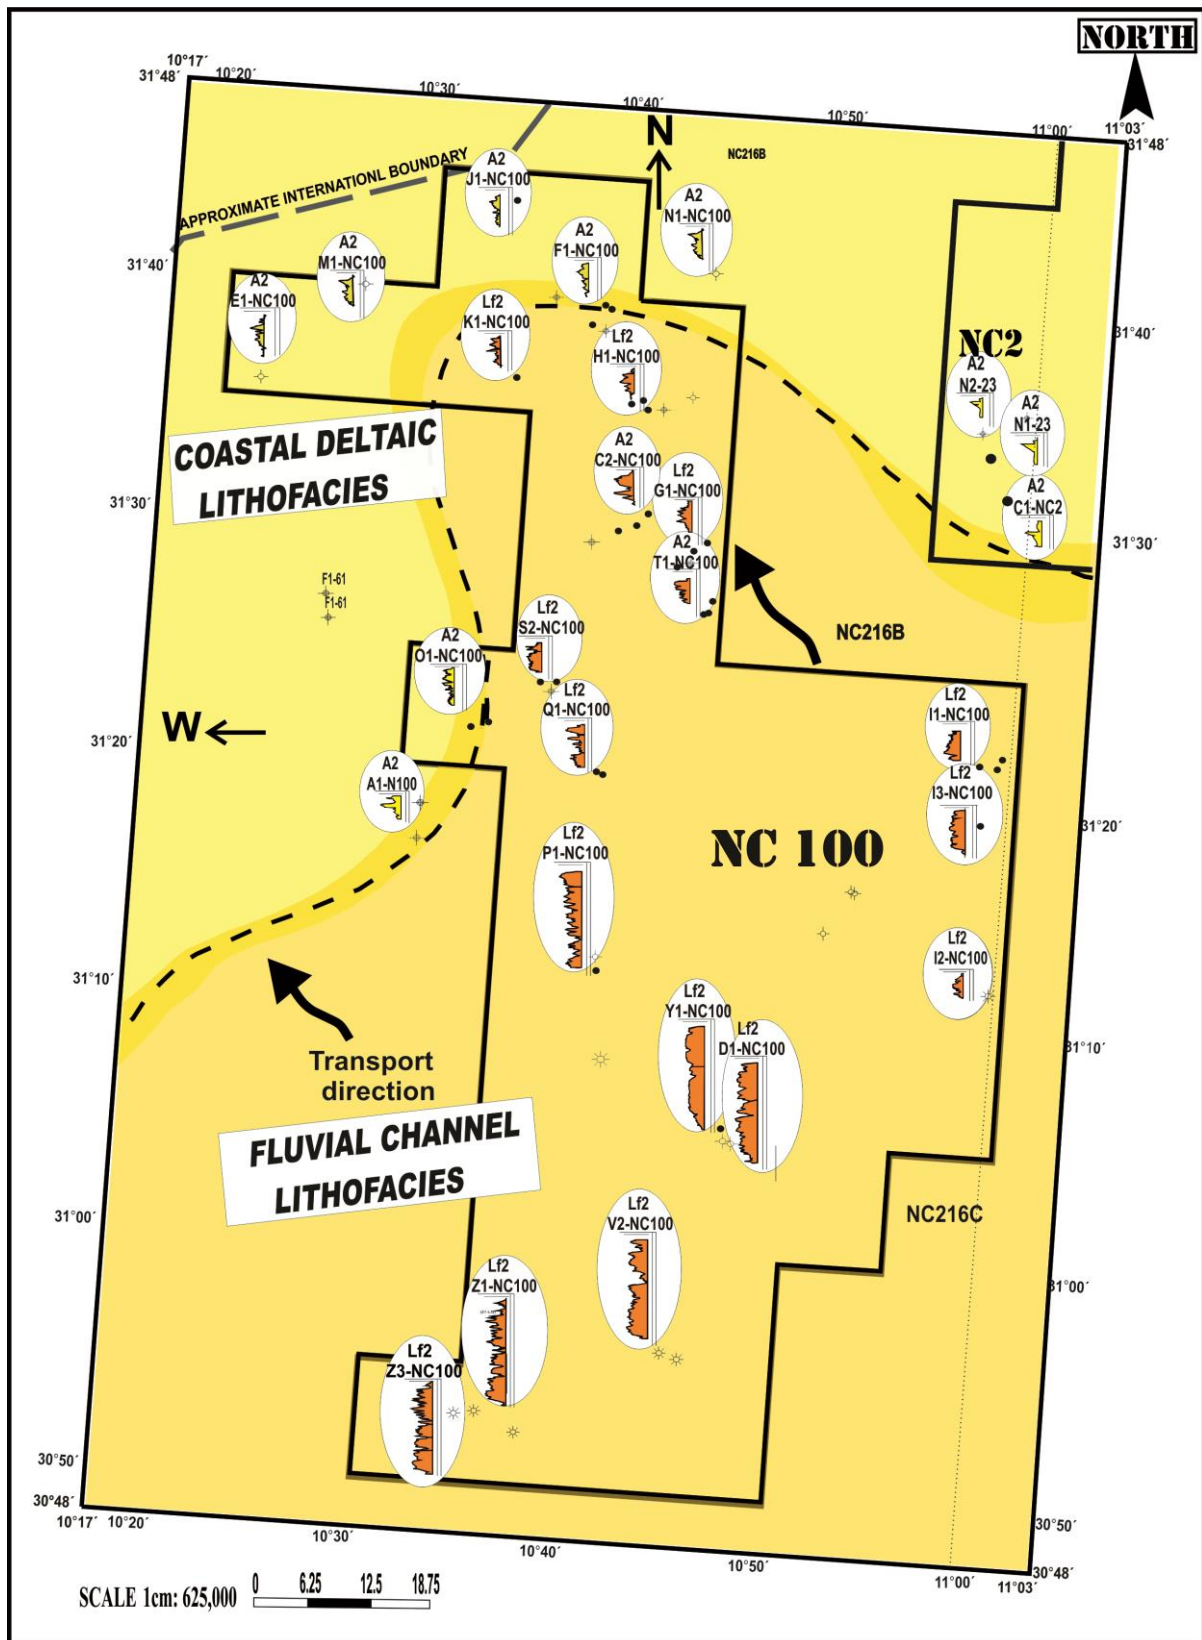 NORTH
10°17´
31°48´
10°20´
10°30´
10°40´
10°50´
11°00´
11°03´
31°48´
N
NC216B
APPROXIMATE INTERNATIONL BOUNDARY
A2
J1-NC100
A2
N1-NC100
A2
F1-NC100
A2
M1-NC100
A2
E1-NC100
31°40´
31°40´
Lf2
K1-NC100
Lf2
H1-NC100
NC2
A2
N2-23
A2
N1-23
A2
C1-NC2
COASTAL DELTAIC
LITHOFACIES
A2
C2-NC100
Lf2
G1-NC100
A2
T1-NC100
31°30´
31°30´
F1-61
F1-61
Lf2
S2-NC100
A2
O1-NC100
NC216B
Lf2
Q1-NC100
W
31°20´
Lf2
I1-NC100
Lf2
I3-NC100
A2
A1-N100
31°20´
NC 100
Lf2
P1-NC100
Lf2
I2-NC100
31°10´
31°10´
Lf2
Y1-NC100
Lf2
D1-NC100
Transport
direction
FLUVIAL CHANNEL
LITHOFACIES
31°00´
NC216C
Lf2
V2-NC100
Lf2
Z1-NC100
31°00´
Lf2
Z3-NC100
30°50´
30°48´
10°17´
10°20´
10°30´
10°40´
10°50´
11°00´
11°03´
30°50´
30°48´
SCALE 1cm: 625,000
0
6.25
12.5
18.75